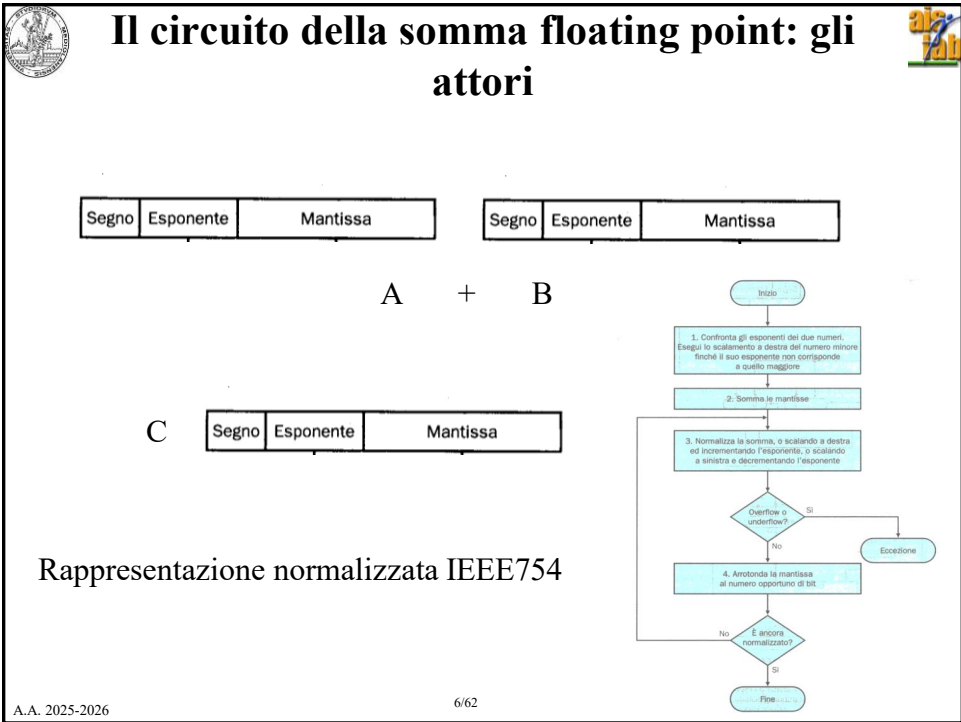 Il circuito della somma floating point: gli
attori
Segno Esponente Mantissa
Segno Esponente Mantissa
A + B
C
Segno Esponente Mantissa
Rappresentazione normalizzata IEEE754
Inizio
1. Confronta gli esponenti dei due numeri.
Esegui lo scalamento a destra del numero minore
finché il suo esponente non corrisponde
a quello maggiore
2. Somma le mantisse
3. Normalizza la somma, o scalando a destra
ed incrementando l'esponente, o scalando
a sinistra e decrementando l'esponente
Overflow o
underflow?
Sì
No
Eccezione
4. Arrotonda la mantissa
al numero opportuno di bit
No
È ancora
normalizzato?
Sì
Fine
A.A. 2025-2026
6/62